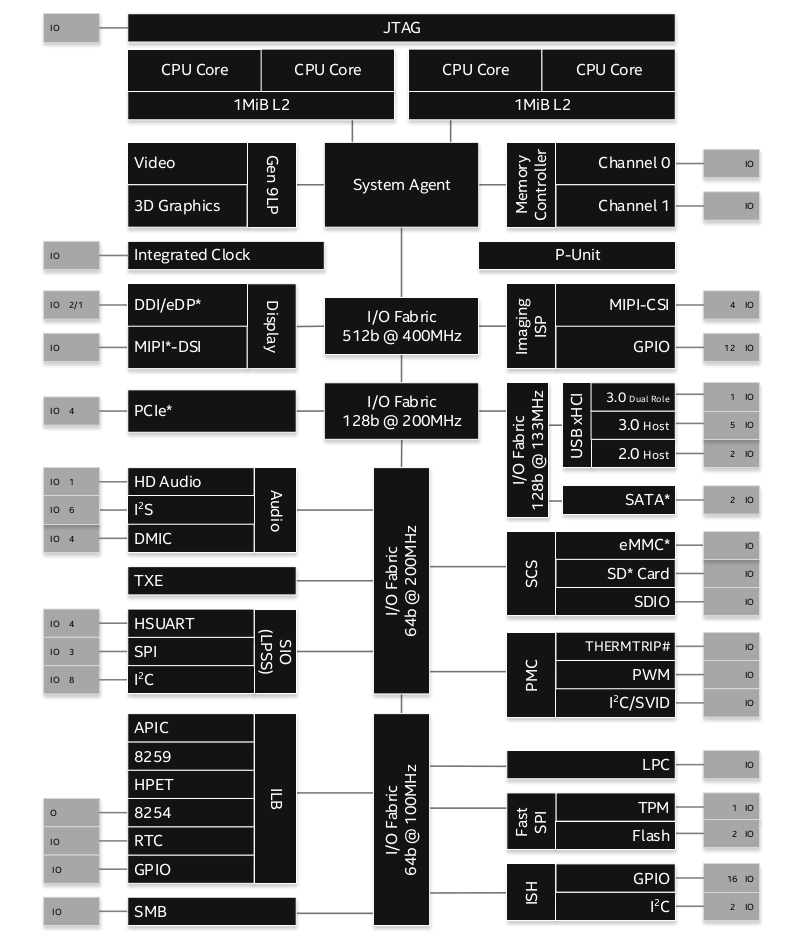 IO JTAG
CPU Core CPU Core CPU Core CPU Core
1MiB L2 1MiB L2
Video
3D Graphics
Gen 9LP
System Agent
Memory
Controller
Channel 0 IO
Channel 1 IO
IO Integrated Clock
P-Unit
IO 2/1 DDI/eDP*
IO MIPI*-DSI
Display
I/O Fabric
512b @ 400MHz
Imaging
ISP
MIPI-CSI 4 IO
GPIO 12 IO
IO 4 PCIe*
I/O Fabric
128b @ 200MHz
I/O Fabric
128b @ 133MHz
USB xHCI
3.0 Dual Role 1 IO
3.0 Host 5 IO
2.0 Host 2 IO
SATA* 2 IO
IO 1 HD Audio
IO 6 I²S
IO 4 DMIC
Audio
TXE
IO 4 HSUART
IO 3 SPI
IO 8 I²C
SIO
(LPSS)
I/O Fabric
64b @ 200MHz
SCS
eMMC* IO
SD* Card IO
SDIO IO
PMC
THERMTRIP# IO
PWM IO
I²C/SVID IO
APIC
8259
HPET
O 8254
IO RTC
IO GPIO
ILB
IO SMB
I/O Fabric
64b @ 100MHz
LPC IO
Fast
SPI
TPM 1 IO
Flash 2 IO
ISH
GPIO 16 IO
I²C 2 IO